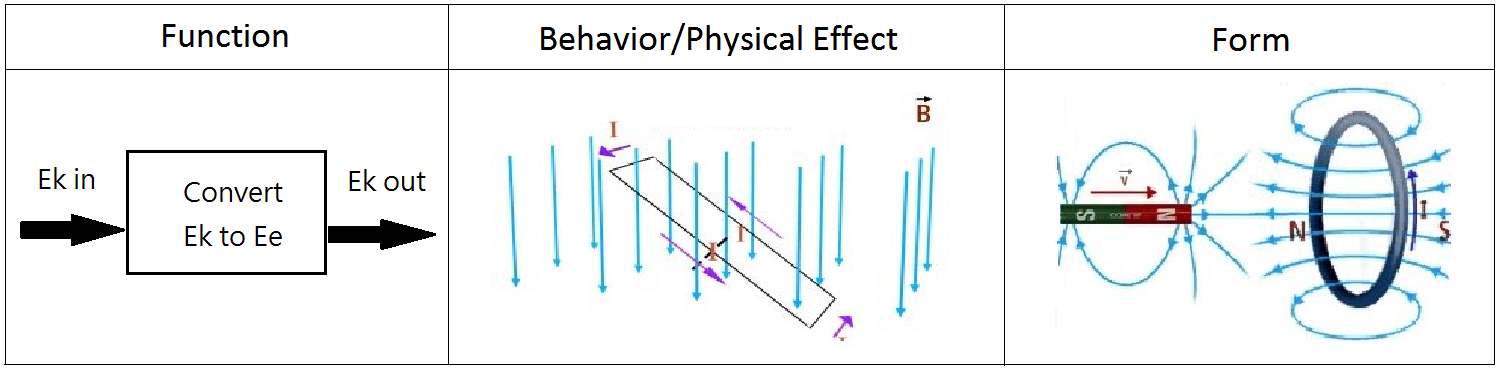 Function
Behavior/Physical Effect
Form
Ek in
Convert
Ek to Ee
Ek out
B
I
I
I
v
S
N
N
I
S